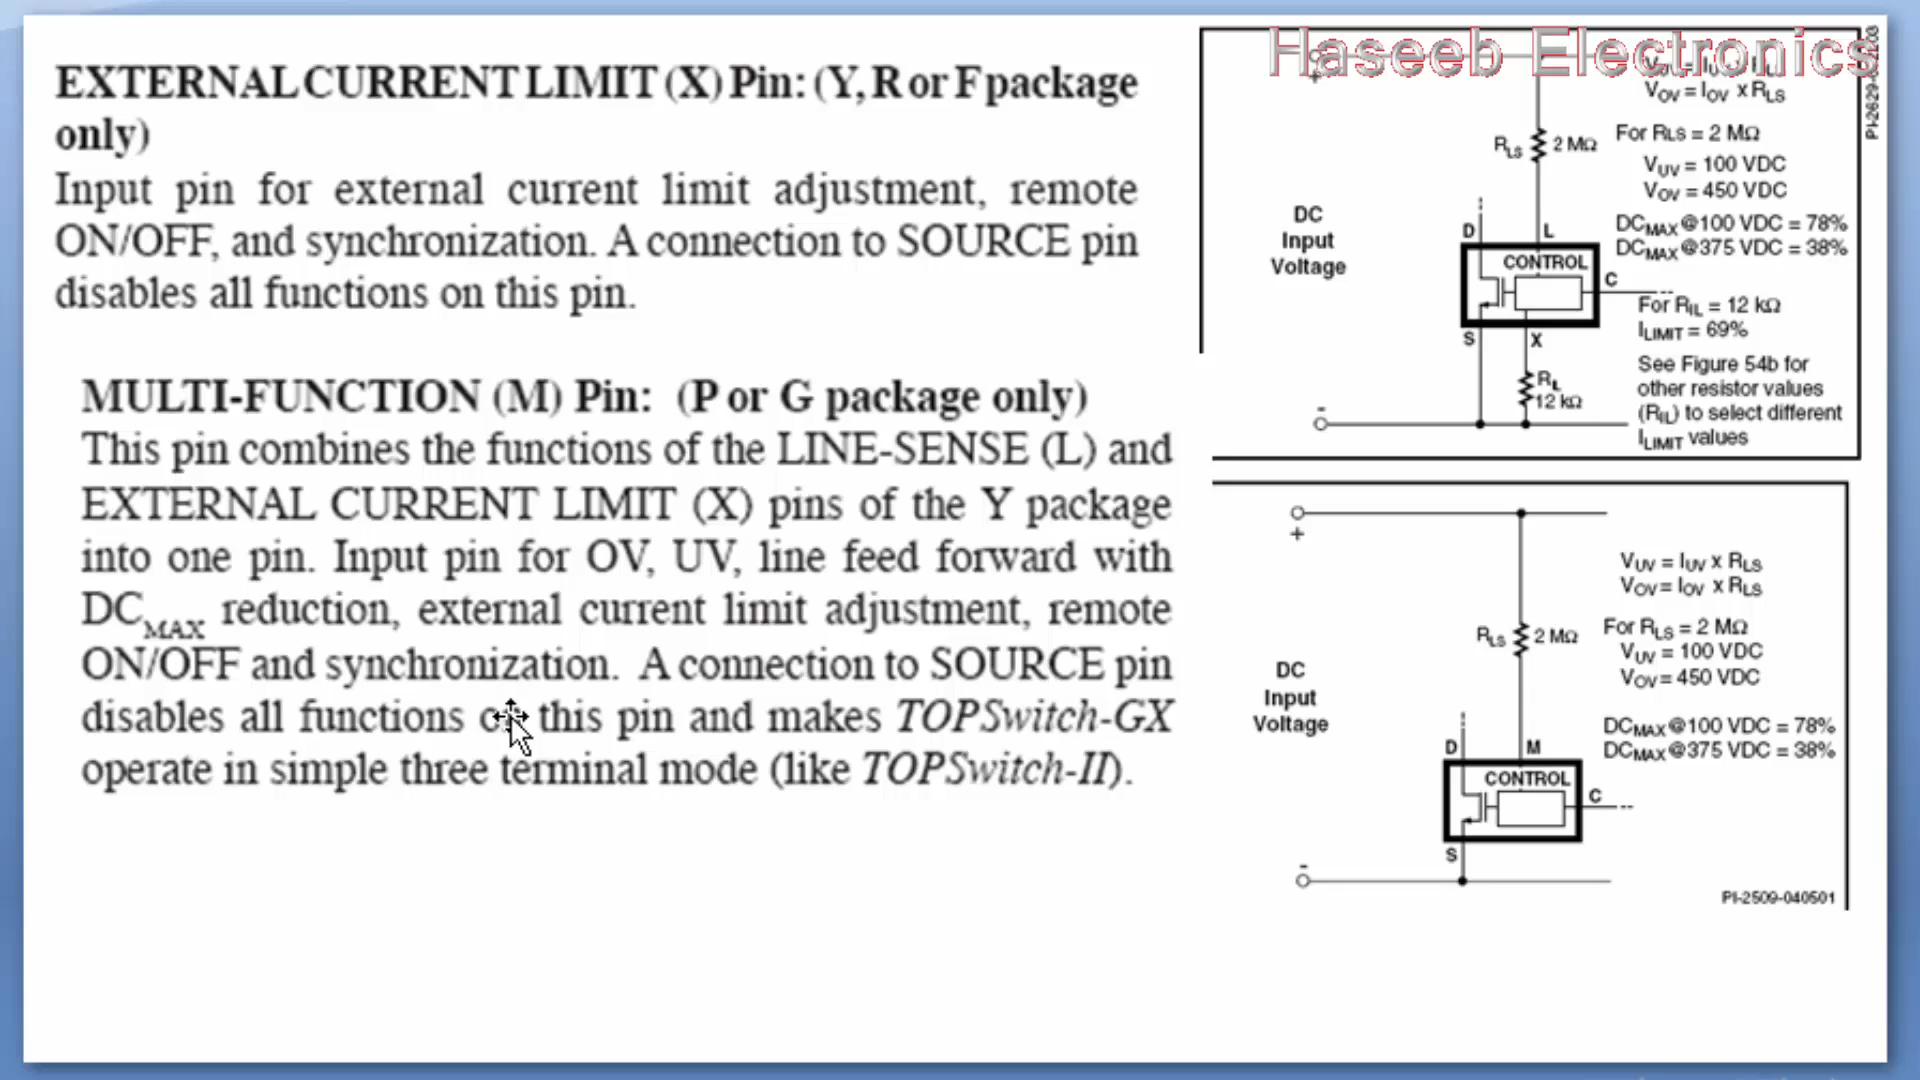 Haseeb Electronics
EXTERNAL CURRENT LIMIT (X) Pin: (Y, R or F package
only)
Input pin for external current limit adjustment, remote
ON/OFF, and synchronization. A connection to SOURCE pin
disables all functions on this pin.
MULTI-FUNCTION (M) Pin: (P or G package only)
This pin combines the functions of the LINE-SENSE (L) and
EXTERNAL CURRENT LIMIT (X) pins of the Y package
into one pin. Input pin for OV, UV, line feed forward with
DCMAX reduction, external current limit adjustment, remote
ON/OFF and synchronization. A connection to SOURCE pin
disables all functions on this pin and makes TOPSwitch-GX
operate in simple three terminal mode (like TOPSwitch-II).
VOV = IOV x RLS
For RLS = 2 MΩ
VUV = 100 VDC
VOV = 450 VDC
DCMAX@100 VDC = 78%
DCMAX@375 VDC = 38%
For RIL = 12 kΩ
ILIMIT = 69%
See Figure 54b for
other resistor values
(RIL) to select different
ILIMIT values
RLS
2 MΩ
DC
Input
Voltage
D
L
CONTROL
C
S
X
RIL
12 kΩ
-
+
VUV = IUV x RLS
VOV = IOV x RLS
RLS
2 MΩ
For RLS = 2 MΩ
VUV = 100 VDC
VOV = 450 VDC
DC
Input
Voltage
DCMAX@100 VDC = 78%
DCMAX@375 VDC = 38%
D
M
CONTROL
C
S
-
PI-2509-040501